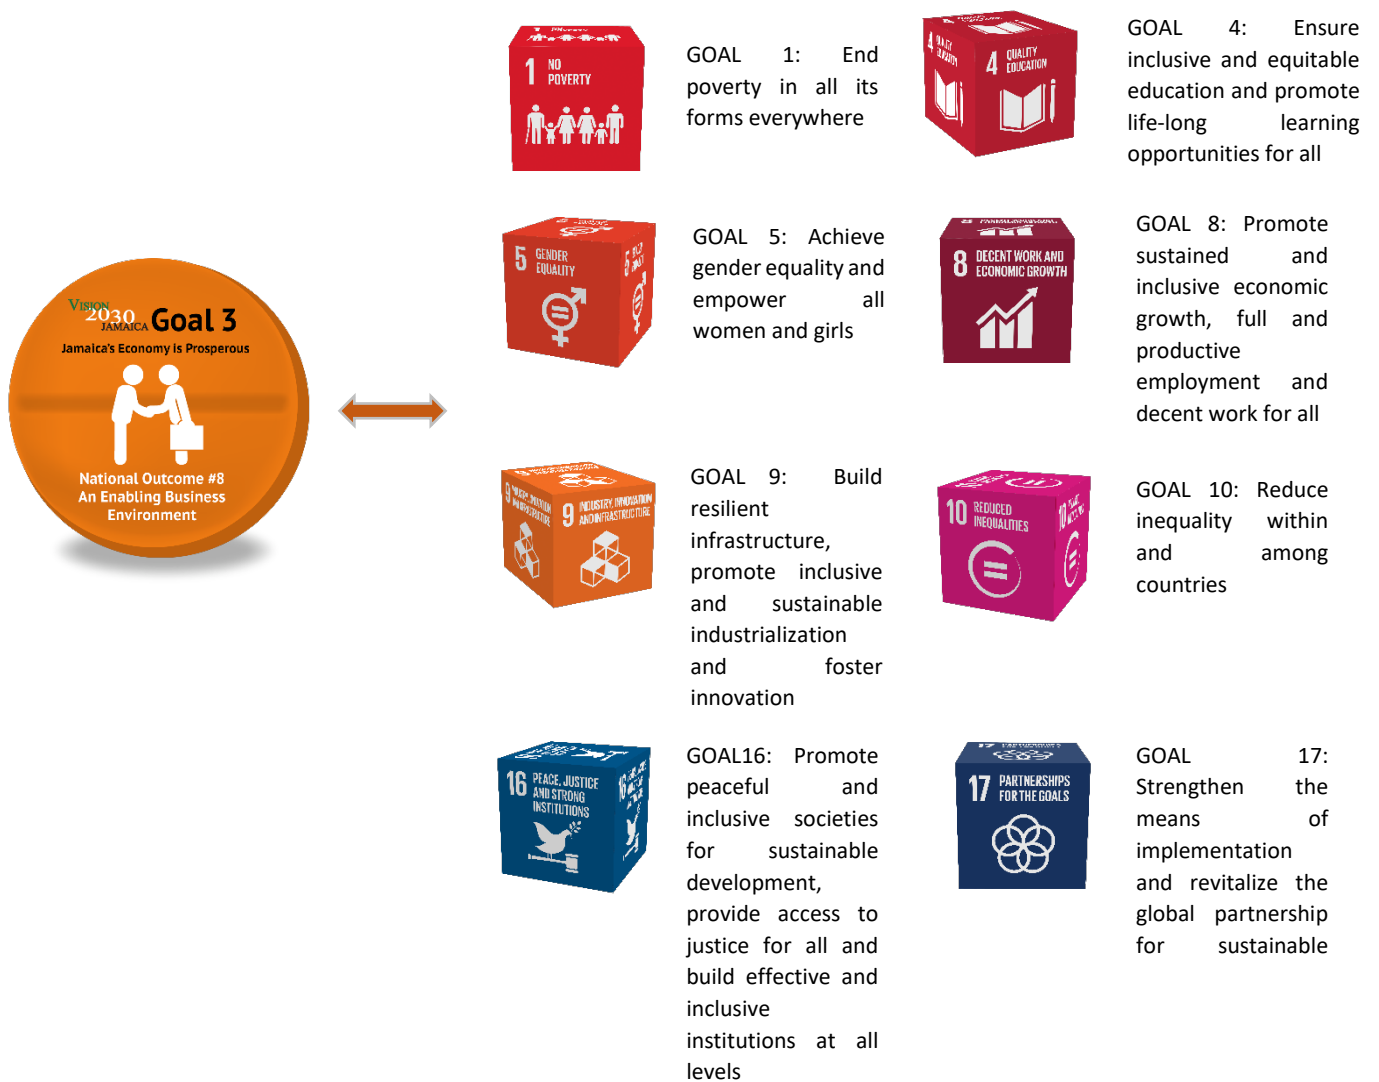 VISION
2030
JAMAICA
Goal 3
Jamaica's Economy is Prosperous
National Outcome #8
An Enabling Business
Environment
1 NO
POVERTY
GOAL 1: End
poverty in all its
forms everywhere
4 QUALITY
EDUCATION
GOAL 4: Ensure
inclusive and equitable
education and promote
life-long learning
opportunities for all
5 GENDER
EQUALITY
GOAL 5: Achieve
gender equality and
empower all
women and girls
8 DECENT WORK AND
ECONOMIC GROWTH
GOAL 8: Promote
sustained and
inclusive economic
growth, full and
productive
employment and
decent work for all
9 INDUSTRY, INNOVATION
AND INFRASTRUCTURE
GOAL 9: Build
resilient
infrastructure,
promote inclusive
and sustainable
industrialization
and foster
innovation
10 REDUCED
INEQUALITIES
GOAL 10: Reduce
inequality within
and among
countries
16 PEACE, JUSTICE
AND STRONG
INSTITUTIONS
GOAL16: Promote
peaceful and
inclusive societies
for sustainable
development,
provide access to
justice for all and
build effective and
inclusive
institutions at all
levels
17 PARTNERSHIPS
FOR THE GOALS
GOAL 17:
Strengthen the
means of
implementation
and revitalize the
global partnership
for sustainable